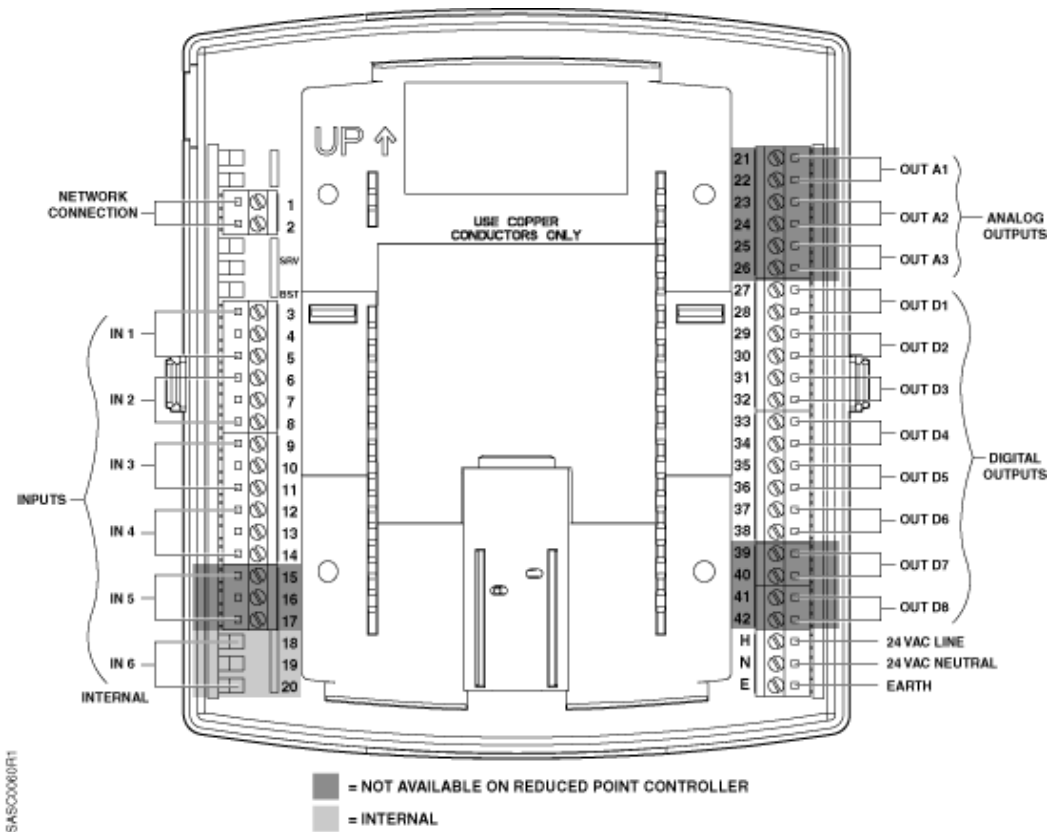 UP ↑
USE COPPER
CONDUCTORS ONLY
NETWORK
CONNECTION
1
2
SRV
BST
INPUTS
IN 1
3
4
5
IN 2
6
7
8
IN 3
9
10
11
IN 4
12
13
14
IN 5
15
16
17
IN 6
18
19
20
INTERNAL
21
22
OUT A1
23
24
OUT A2
25
26
OUT A3
ANALOG
OUTPUTS
27
28
OUT D1
29
30
OUT D2
31
32
OUT D3
33
34
OUT D4
35
36
OUT D5
37
38
OUT D6
39
40
OUT D7
41
42
OUT D8
DIGITAL
OUTPUTS
H
24 VAC LINE
N
24 VAC NEUTRAL
E
EARTH
= NOT AVAILABLE ON REDUCED POINT CONTROLLER
= INTERNAL
SASC0060R1